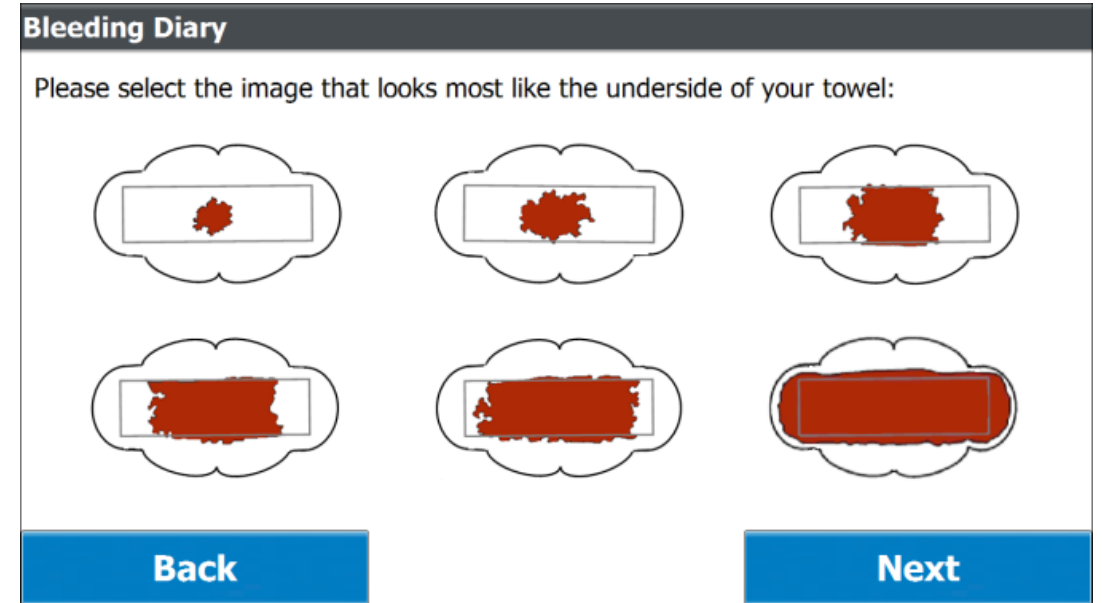 Bleeding Diary
Please select the image that looks most like the underside of your towel:
Back
Next